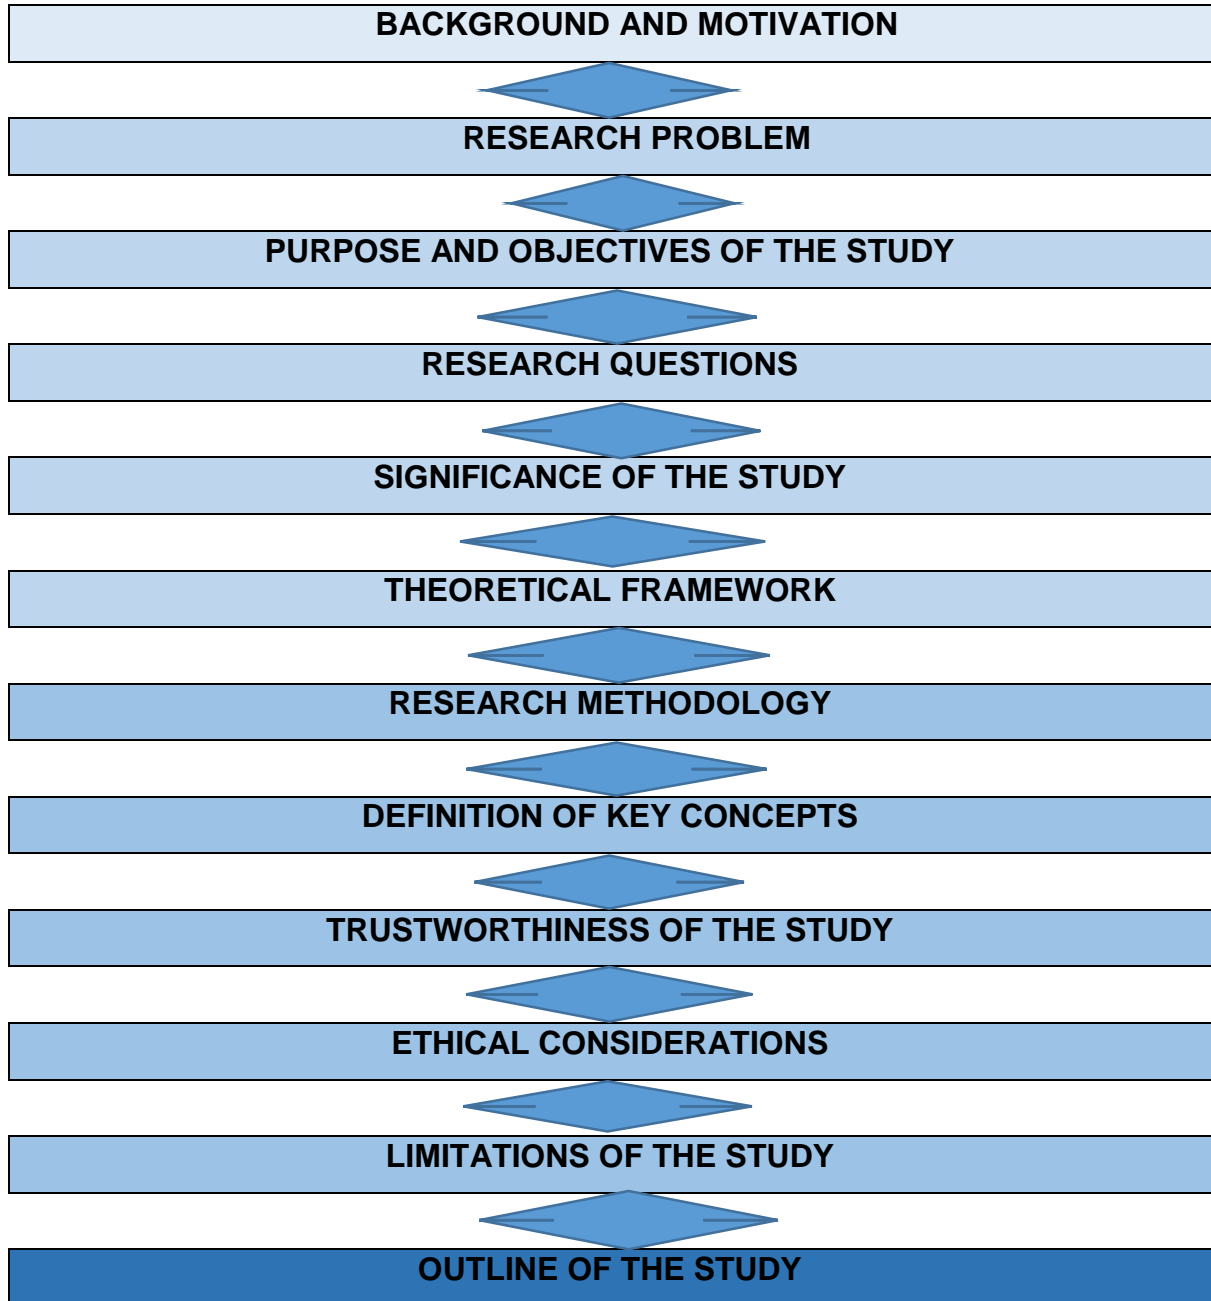 BACKGROUND AND MOTIVATION
RESEARCH PROBLEM
PURPOSE AND OBJECTIVES OF THE STUDY
RESEARCH QUESTIONS
SIGNIFICANCE OF THE STUDY
THEORETICAL FRAMEWORK
RESEARCH METHODOLOGY
DEFINITION OF KEY CONCEPTS
TRUSTWORTHINESS OF THE STUDY
ETHICAL CONSIDERATIONS
LIMITATIONS OF THE STUDY
OUTLINE OF THE STUDY